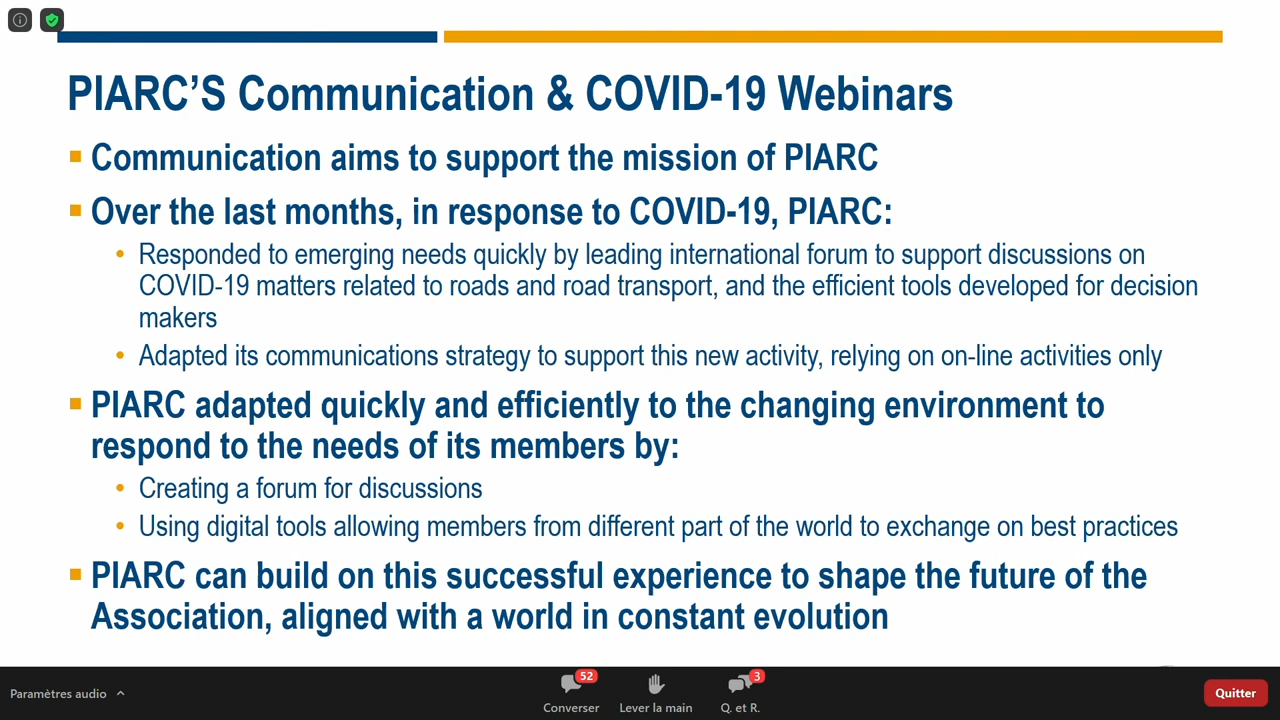 PIARC’S Communication & COVID-19 Webinars
Communication aims to support the mission of PIARC
Over the last months, in response to COVID-19, PIARC:
Responded to emerging needs quickly by leading international forum to support discussions on
COVID-19 matters related to roads and road transport, and the efficient tools developed for decision
makers
Adapted its communications strategy to support this new activity, relying on on-line activities only
PIARC adapted quickly and efficiently to the changing environment to
respond to the needs of its members by:
Creating a forum for discussions
Using digital tools allowing members from different part of the world to exchange on best practices
PIARC can build on this successful experience to shape the future of the
Association, aligned with a world in constant evolution
Paramètres audio
52
Converser
Lever la main
3
Q. et R.
Quitter